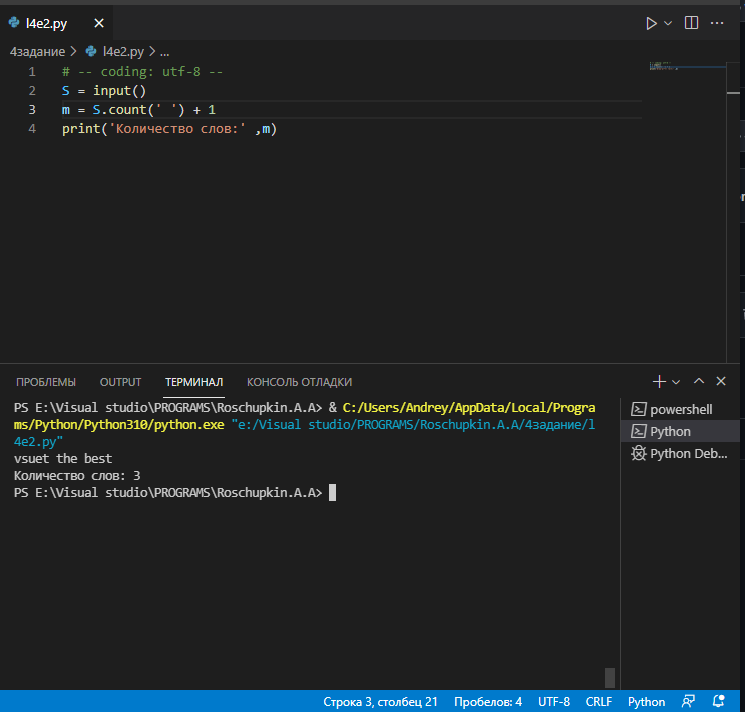 l4e2.py
4задание > l4e2.py > ...
1 # -- coding: utf-8 --
2 S = input()
3 m = S.count(' ') + 1
4 print('Количество слов:' ,m)
ПРОБЛЕМЫ OUTPUT ТЕРМИНАЛ КОНСОЛЬ ОТЛАДКИ
PS E:\Visual studio\PROGRAMS\Roschupkin.A.A> & C:/Users/Andrey/AppData/Local/Progra
ms/Python/Python310/python.exe "e:/Visual studio/PROGRAMS/Roschupkin.A.A/4задание/l
4e2.py"
vsuet the best
Количество слов: 3
PS E:\Visual studio\PROGRAMS\Roschupkin.A.A>
powershell
Python
Python Deb...
Строка 3, столбец 21 Пробелов: 4 UTF-8 CRLF Python